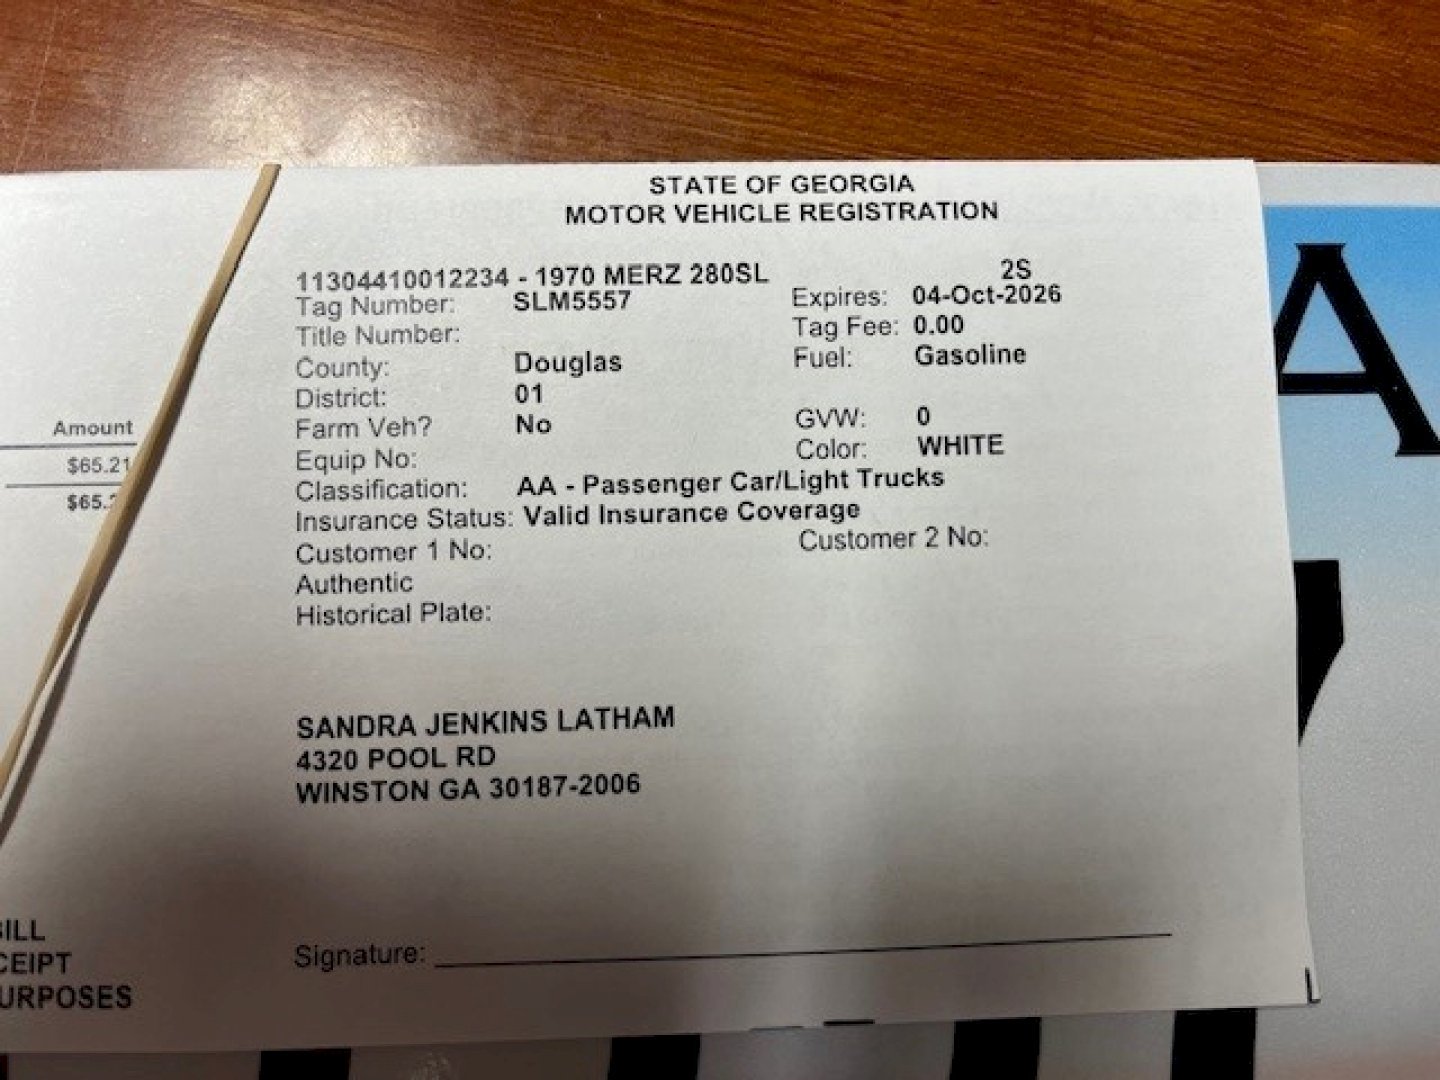 STATE OF GEORGIA
MOTOR VEHICLE REGISTRATION
11304410012234 - 1970 MERZ 280SL 2S
Tag Number: SLM5557 Expires: 04-Oct-2026
Title Number: Tag Fee: 0.00
County: Douglas Fuel: Gasoline
District: 01
Farm Veh? No GVW: 0
Equip No: Color: WHITE
Classification: AA - Passenger Car/Light Trucks
Insurance Status: Valid Insurance Coverage
Customer 1 No: Customer 2 No:
Authentic
Historical Plate:
SANDRA JENKINS LATHAM
4320 POOL RD
WINSTON GA 30187-2006
Signature:
Amount
$65.21
$65.
ILL
CEIPT
URPOSES
A
7